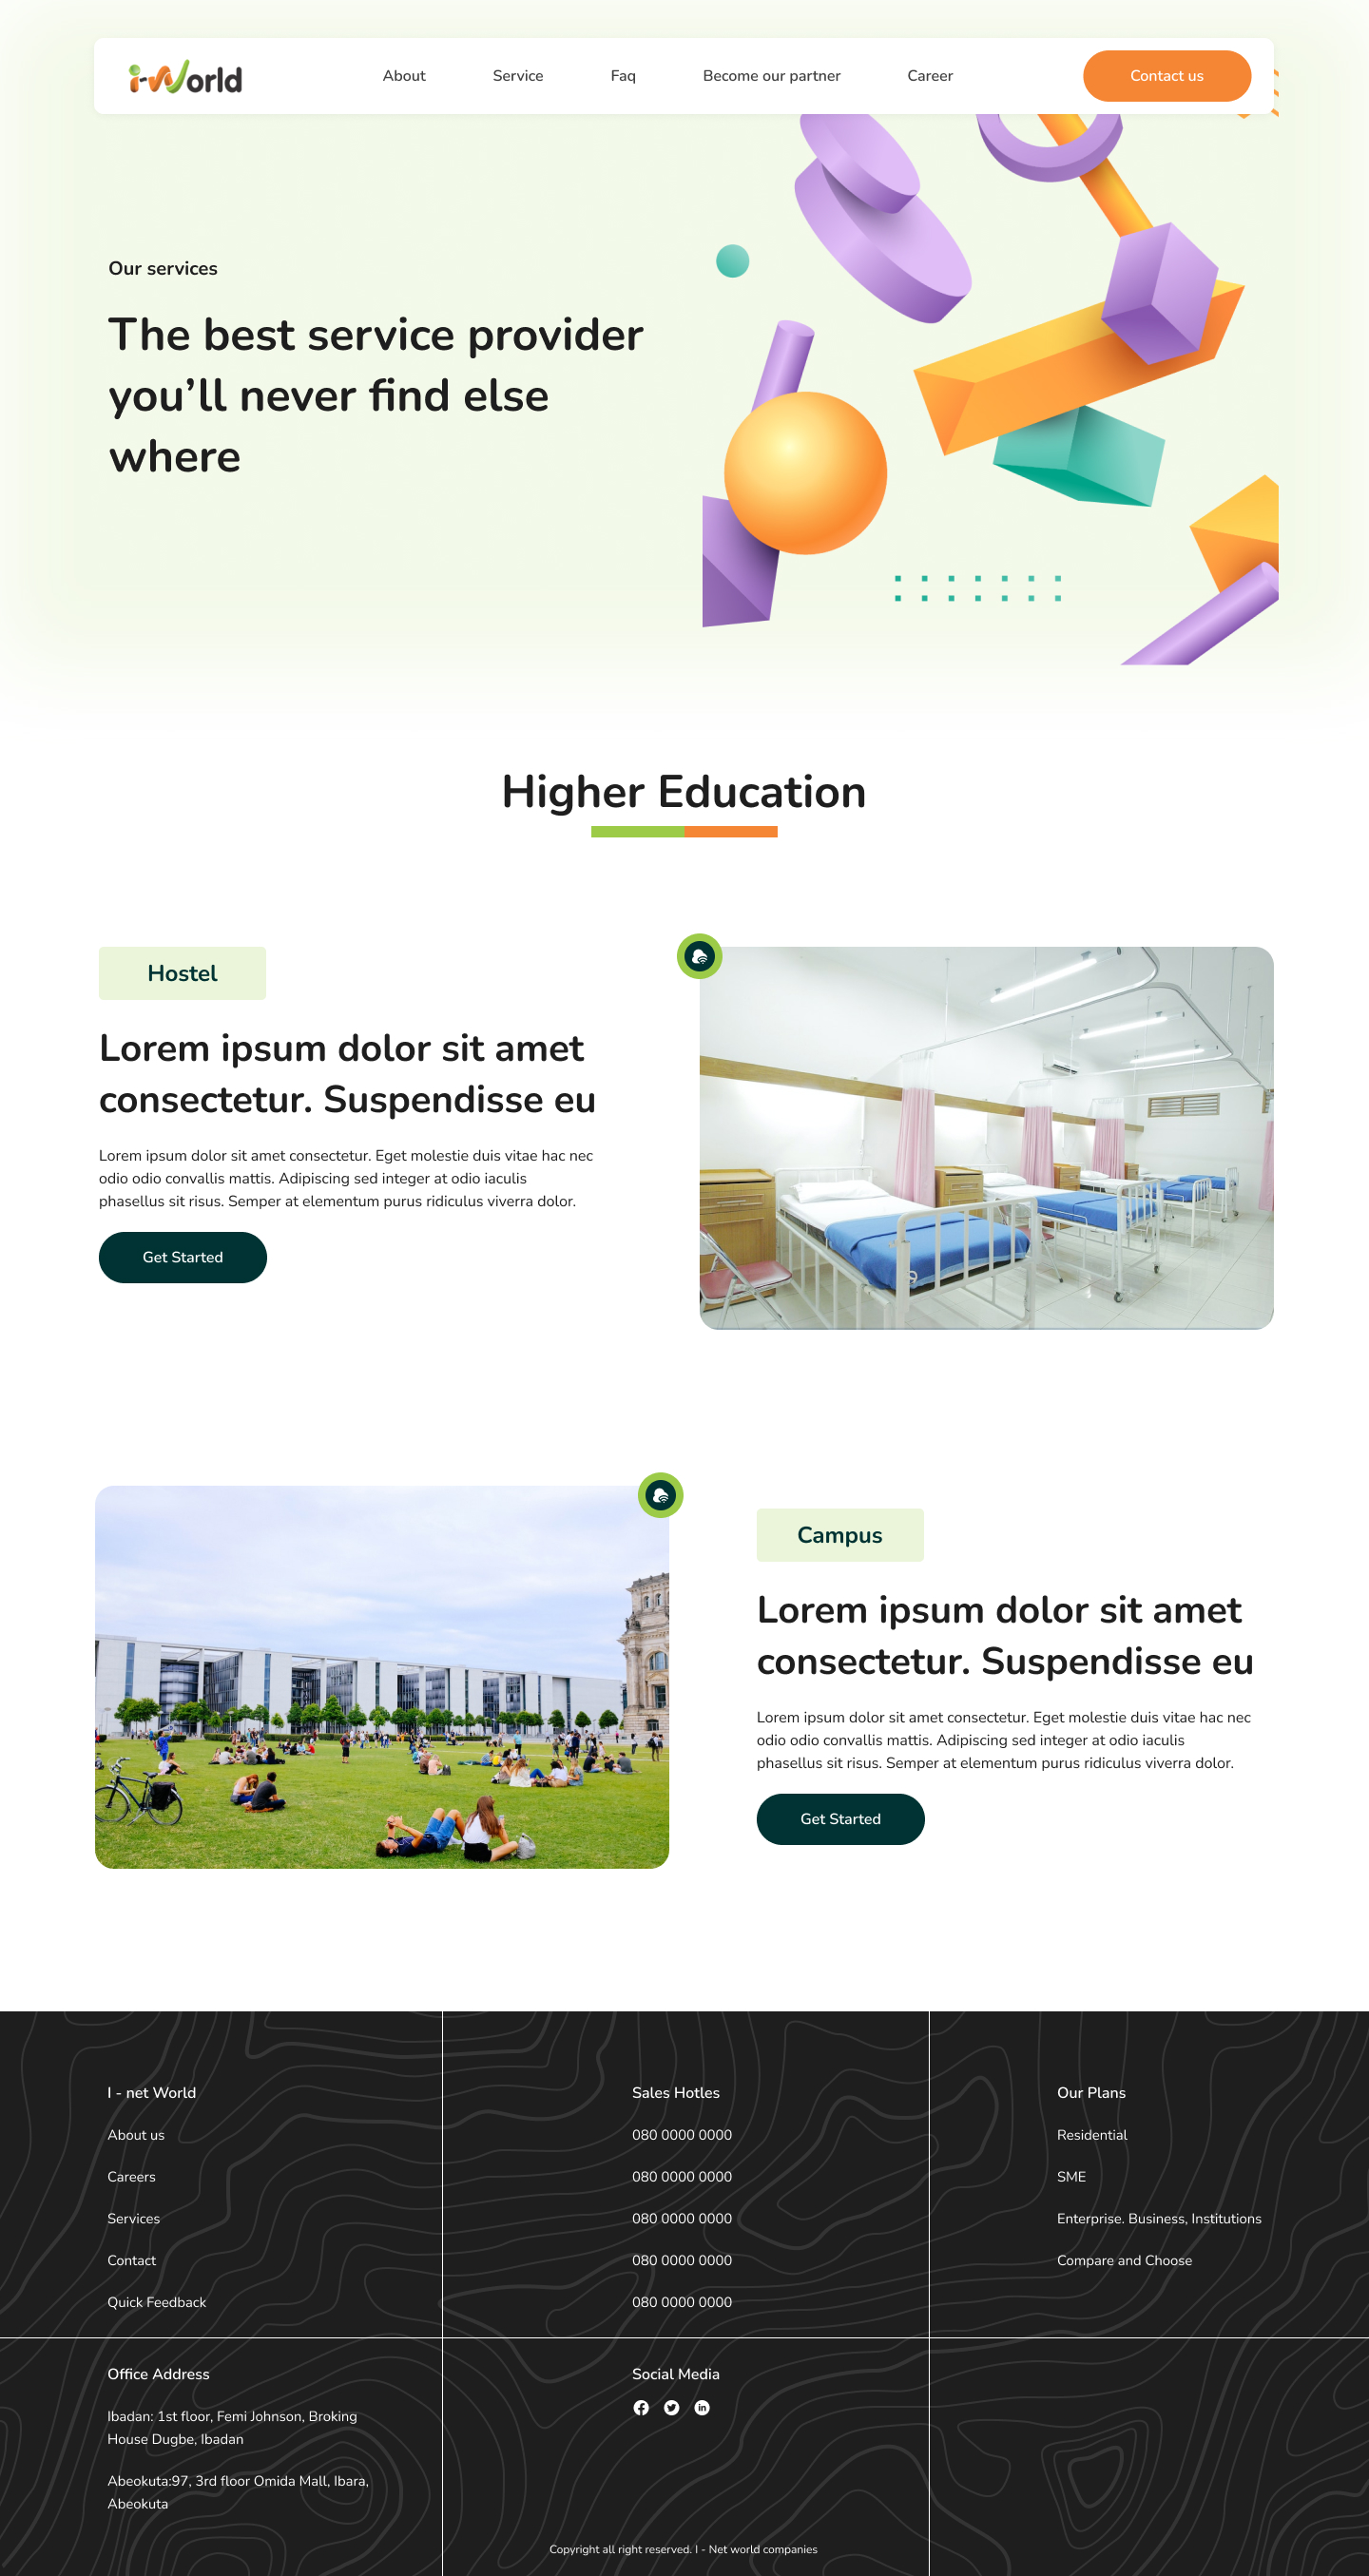 i-World
About
Service
Faq
Become our partner
Career
Contact us
Our services
The best service provider
you’ll never find else
where
Higher Education
Hostel
Lorem ipsum dolor sit amet
consectetur. Suspendisse eu
Lorem ipsum dolor sit amet consectetur. Eget molestie duis vitae hac nec
odio odio convallis mattis. Adipiscing sed integer at odio iaculis
phasellus sit risus. Semper at elementum purus ridiculus viverra dolor.
Get Started
Campus
Lorem ipsum dolor sit amet
consectetur. Suspendisse eu
Lorem ipsum dolor sit amet consectetur. Eget molestie duis vitae hac nec
odio odio convallis mattis. Adipiscing sed integer at odio iaculis
phasellus sit risus. Semper at elementum purus ridiculus viverra dolor.
Get Started
I - net World
About us
Careers
Services
Contact
Quick Feedback
Sales Hotles
080 0000 0000
080 0000 0000
080 0000 0000
080 0000 0000
080 0000 0000
Our Plans
Residential
SME
Enterprise. Business, Institutions
Compare and Choose
Office Address
Ibadan: 1st floor, Femi Johnson, Broking
House Dugbe, Ibadan
Abeokuta:97, 3rd floor Omida Mall, Ibara,
Abeokuta
Social Media
Copyright all right reserved. I - Net world companies